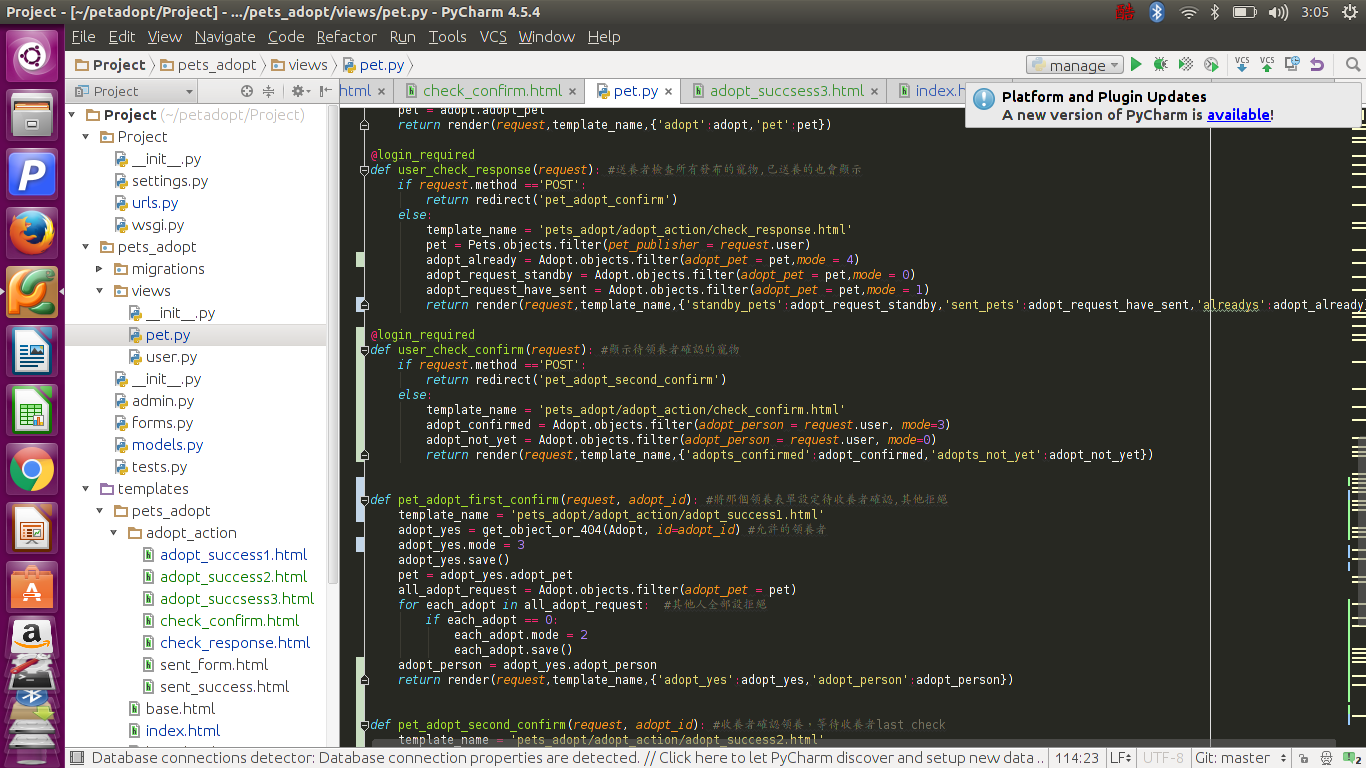 Project - [~/petadopt/Project] - .../pets_adopt/views/pet.py - PyCharm 4.5.4
3:05
File Edit View Navigate Code Refactor Run Tools VCS Window Help
Project pets_adopt views pet.py
manage
VCS VCS
Project
html check_confirm.html pet.py adopt_succsess3.html index.h
Platform and Plugin Updates
A new version of PyCharm is available!
Project (~/petadopt/Project)
Project
__init__.py
settings.py
urls.py
wsgi.py
pets_adopt
migrations
views
__init__.py
pet.py
user.py
__init__.py
admin.py
forms.py
models.py
tests.py
templates
pets_adopt
adopt_action
adopt_success1.html
adopt_success2.html
adopt_succsess3.html
check_confirm.html
check_response.html
sent_form.html
sent_success.html
base.html
index.html
pet = adopt.adopt_pet
return render(request,template_name,{'adopt':adopt,'pet':pet})
@login_required
def user_check_response(request): #送養者檢查所有發布的寵物,已送養的也會顯示
if request.method =='POST':
return redirect('pet_adopt_confirm')
else:
template_name = 'pets_adopt/adopt_action/check_response.html'
pet = Pets.objects.filter(pet_publisher = request.user)
adopt_already = Adopt.objects.filter(adopt_pet = pet,mode = 4)
adopt_request_standby = Adopt.objects.filter(adopt_pet = pet,mode = 0)
adopt_request_have_sent = Adopt.objects.filter(adopt_pet = pet,mode = 1)
return render(request,template_name,{'standby_pets':adopt_request_standby,'sent_pets':adopt_request_have_sent,'alreadys':adopt_already
@login_required
def user_check_confirm(request): #顯示待領養者確認的寵物
if request.method =='POST':
return redirect('pet_adopt_second_confirm')
else:
template_name = 'pets_adopt/adopt_action/check_confirm.html'
adopt_confirmed = Adopt.objects.filter(adopt_person = request.user, mode=3)
adopt_not_yet = Adopt.objects.filter(adopt_person = request.user, mode=0)
return render(request,template_name,{'adopts_confirmed':adopt_confirmed,'adopts_not_yet':adopt_not_yet})
def pet_adopt_first_confirm(request, adopt_id): #將那個領養表單設定待收養者確認,其他拒絕
template_name = 'pets_adopt/adopt_action/adopt_success1.html'
adopt_yes = get_object_or_404(Adopt, id=adopt_id) #允許的領養者
adopt_yes.mode = 3
adopt_yes.save()
pet = adopt_yes.adopt_pet
all_adopt_request = Adopt.objects.filter(adopt_pet = pet)
for each_adopt in all_adopt_request: #其他人全部設拒絕
if each_adopt == 0:
each_adopt.mode = 2
each_adopt.save()
adopt_person = adopt_yes.adopt_person
return render(request,template_name,{'adopt_yes':adopt_yes,'adopt_person':adopt_person})
def pet_adopt_second_confirm(request, adopt_id): #收養者確認領養，等待收養者last check
template_name = 'pets_adopt/adopt_action/adopt_success2.html'
Database connections detector: Database connection properties are detected. // Click here to let PyCharm discover and setup new data ... 114:23 LF UTF-8 Git: master 2